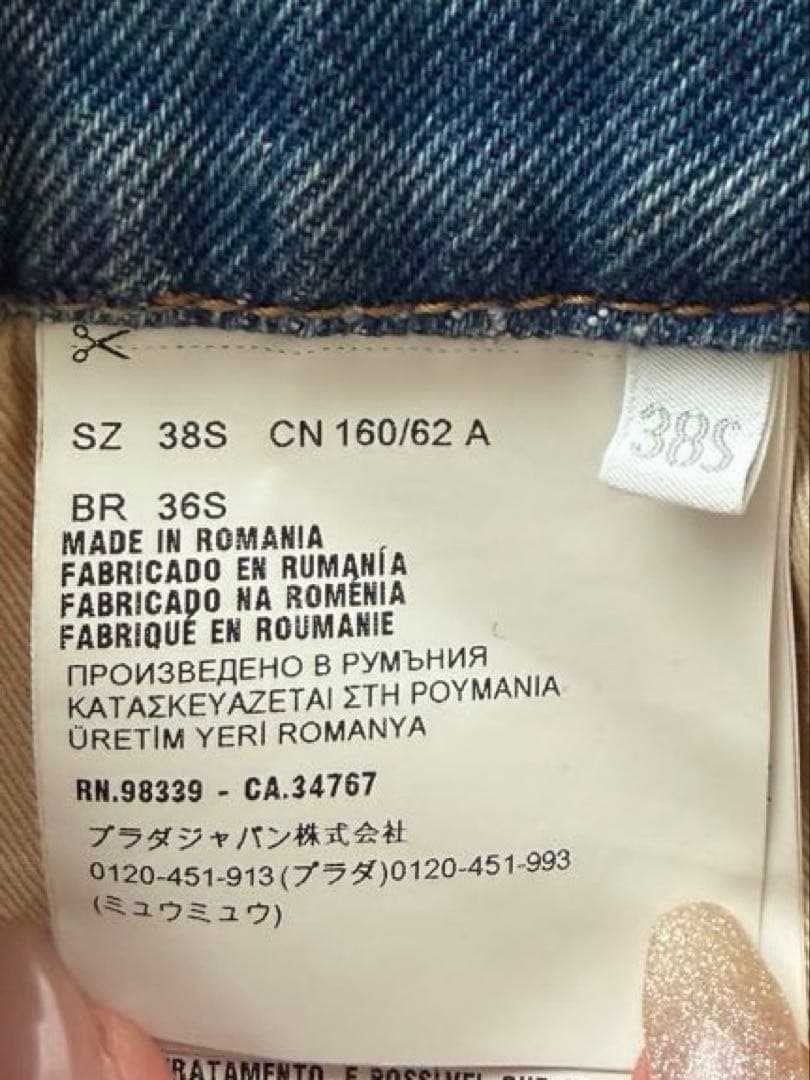 SZ 38S CN 160/62 A
38S
BR 36S
MADE IN ROMANIA
FABRICADO EN RUMANÍA
FABRICADO NA ROMÉNIA
FABRIQUÉ EN ROUMANIE
ПРОИЗВЕДЕНО В РУМЪНИЯ
ΚΑΤΑΣΚΕΥΑΖΕΤΑΙ ΣΤΗ ΡΟΥΜΑΝΙΑ
ÜRETİM YERİ ROMANYA
RN.98339 - CA.34767
プラダジャパン株式会社
0120-451-913(プラダ)0120-451-993
(ミュウミュウ)
TRATAMENTO E POSSÍVEL QUE